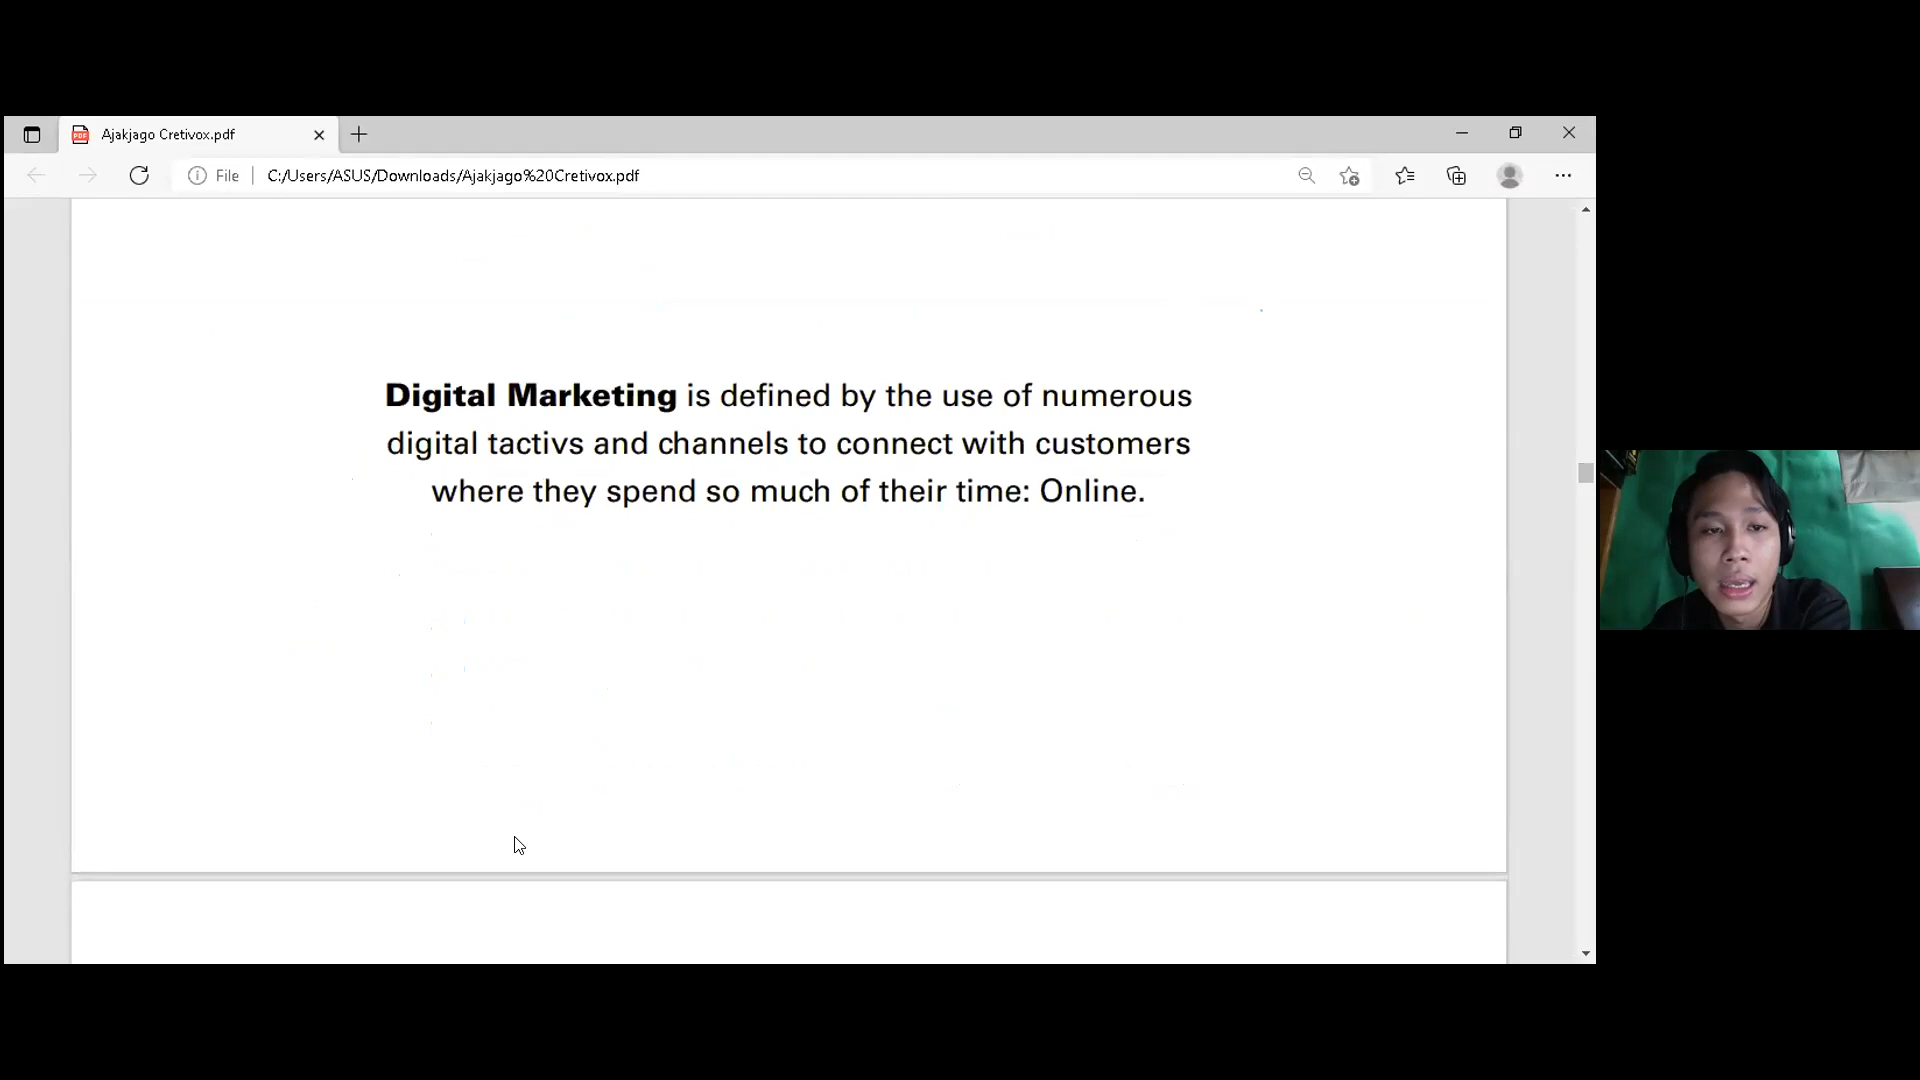 Ajakjago Cretivox.pdf
File
C:/Users/ASUS/Downloads/Ajakjago%20Cretivox.pdf
Digital Marketing is defined by the use of numerous
digital tactivs and channels to connect with customers
where they spend so much of their time: Online.